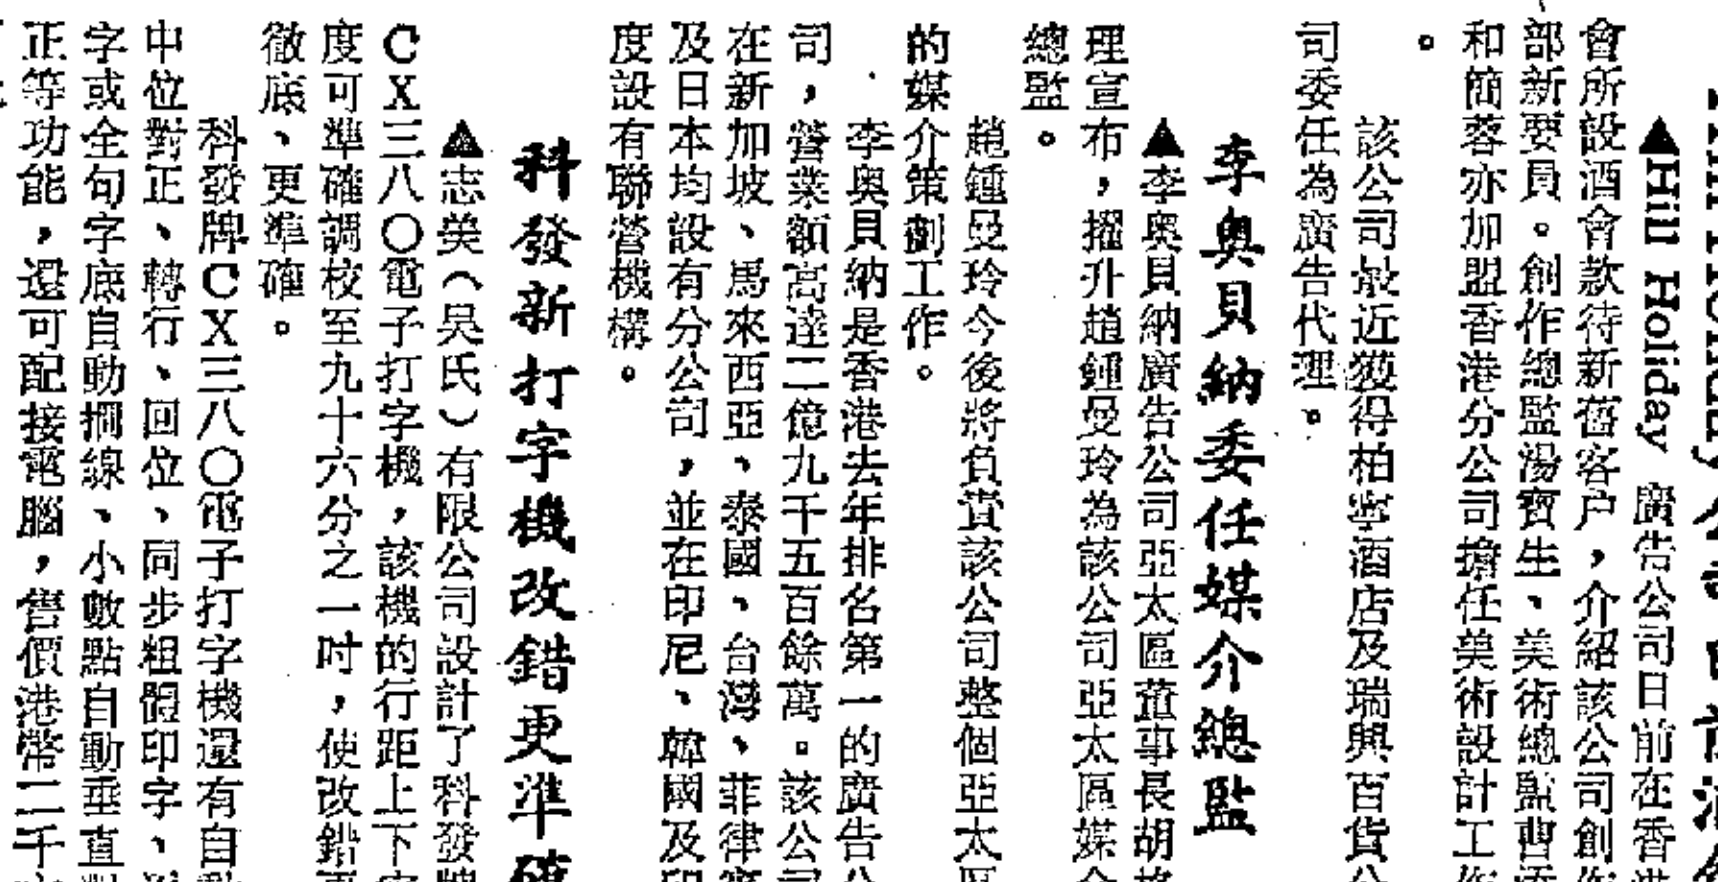 ▲Hill Holiday 廣告公司日前在香港
會所設酒會款待新舊客户，介紹該公司創作
部新要員。創作總監湯寶生、美術總監曹
和簡蓉亦加盟香港分公司擔任美術設計工作
。
該公司最近獲得柏寧酒店及瑞興百貨公
司委任為廣告代理。
李奧貝納委任媒介總監
▲李奧貝納廣告公司亞太區董事長胡
理宣布，擢升趙鍾曼玲為該公司亞太區媒介
總監。
趙鍾曼玲今後將負責該公司整個亞太區
的媒介策劃工作。
李奧貝納是香港去年排名第一的廣告公
司，營業額高達二億九千五百餘萬。該公司
在新加坡、馬來西亞、泰國、台灣、菲律賓
及日本均設有分公司，並在印尼、韓國及印
度設有聯營機構。
科發新打字機改錯更準確
▲志美（吳氏）有限公司設計了科發牌
CX三八〇電子打字機，該機的行距上下
度可準確調校至九十六分之一吋，使改錯更
徹底、更準確。
科發牌CX三八〇電子打字機還有自動
中位對正、轉行、回位、同步粗體印字、
字或全句字底自動擱線、小數點自動垂直對
正等功能，還可配接電腦，售價港幣二千